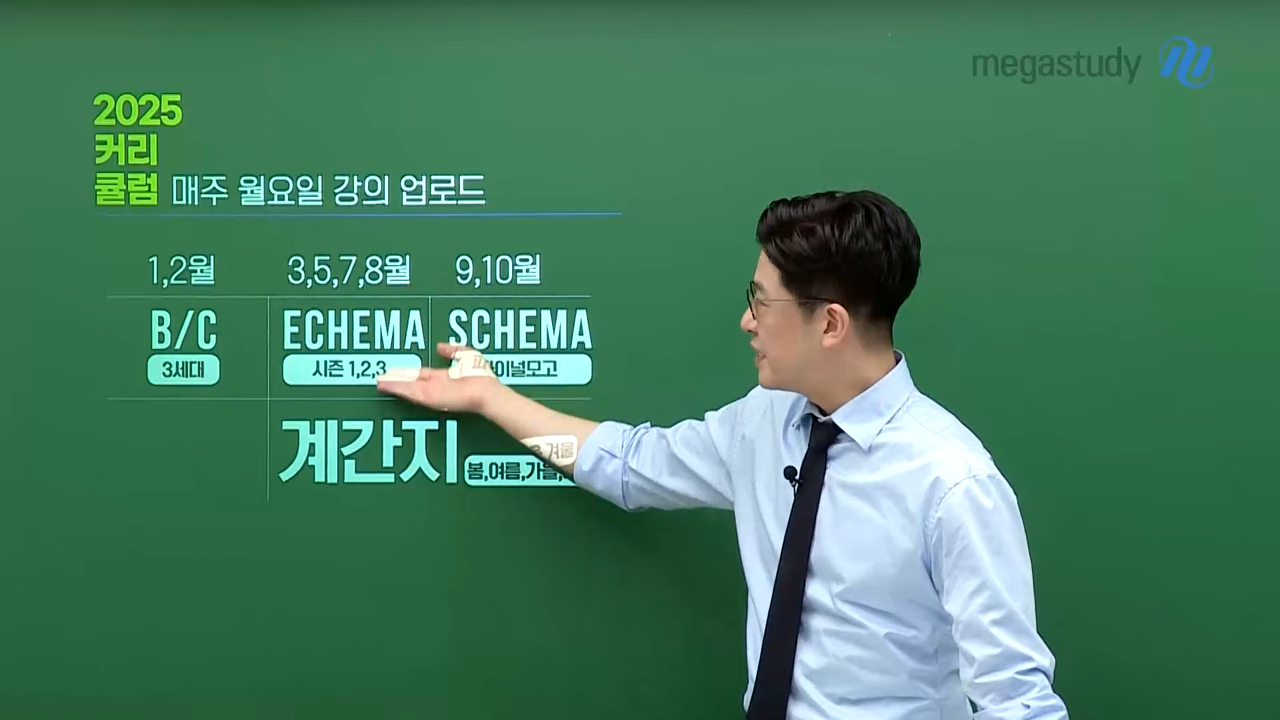 megastudy
2025
커리
큘럼 매주 월요일 강의 업로드
1,2월 3,5,7,8월 9,10월
B/C ECHEMA SCHEMA
3세대 시즌 1,2,3 파이널모고
계간지
봄,여름,가을,겨울